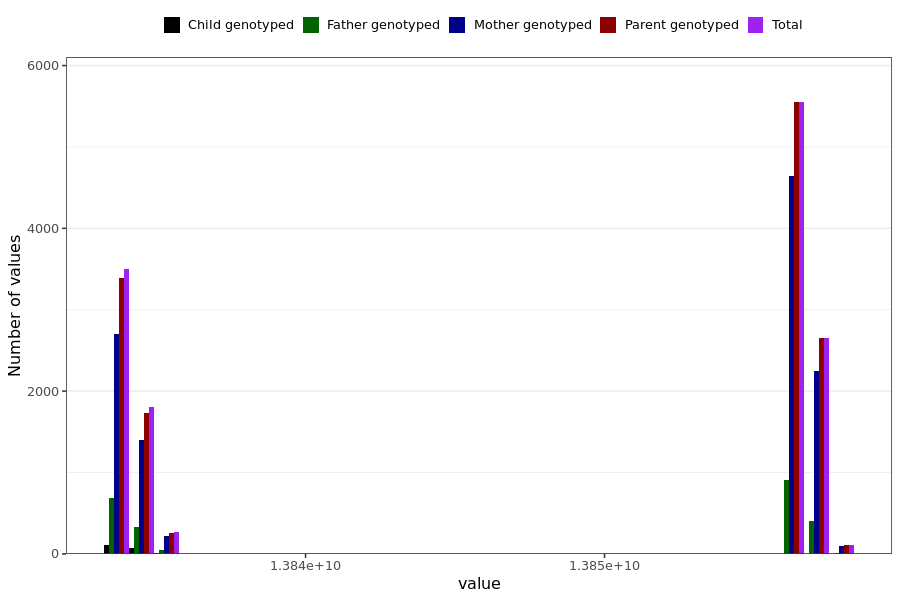 Child genotyped Father genotyped Mother genotyped Parent genotyped Total
6000
4000
2000
0
Number of values
1.384e+10 1.385e+10
value